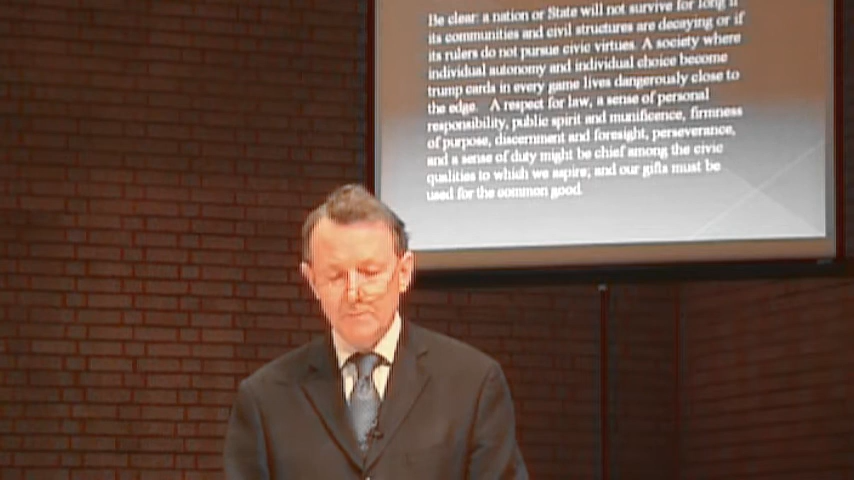 Be clear: a nation or State will not survive for long if
its communities and civil structures are decaying or if
its rulers do not pursue civic virtues. A society where
individual autonomy and individual choice become
trump cards in every game lives dangerously close to
the edge. A respect for law, a sense of personal
responsibility, public spirit and munificence, firmness
of purpose, discernment and foresight, perseverance,
and a sense of duty might be chief among the civic
qualities to which we aspire; and our gifts must be
used for the common good.